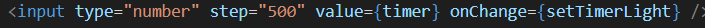 <input type="number" step="500" value={timer} onChange={setTimerLight} />